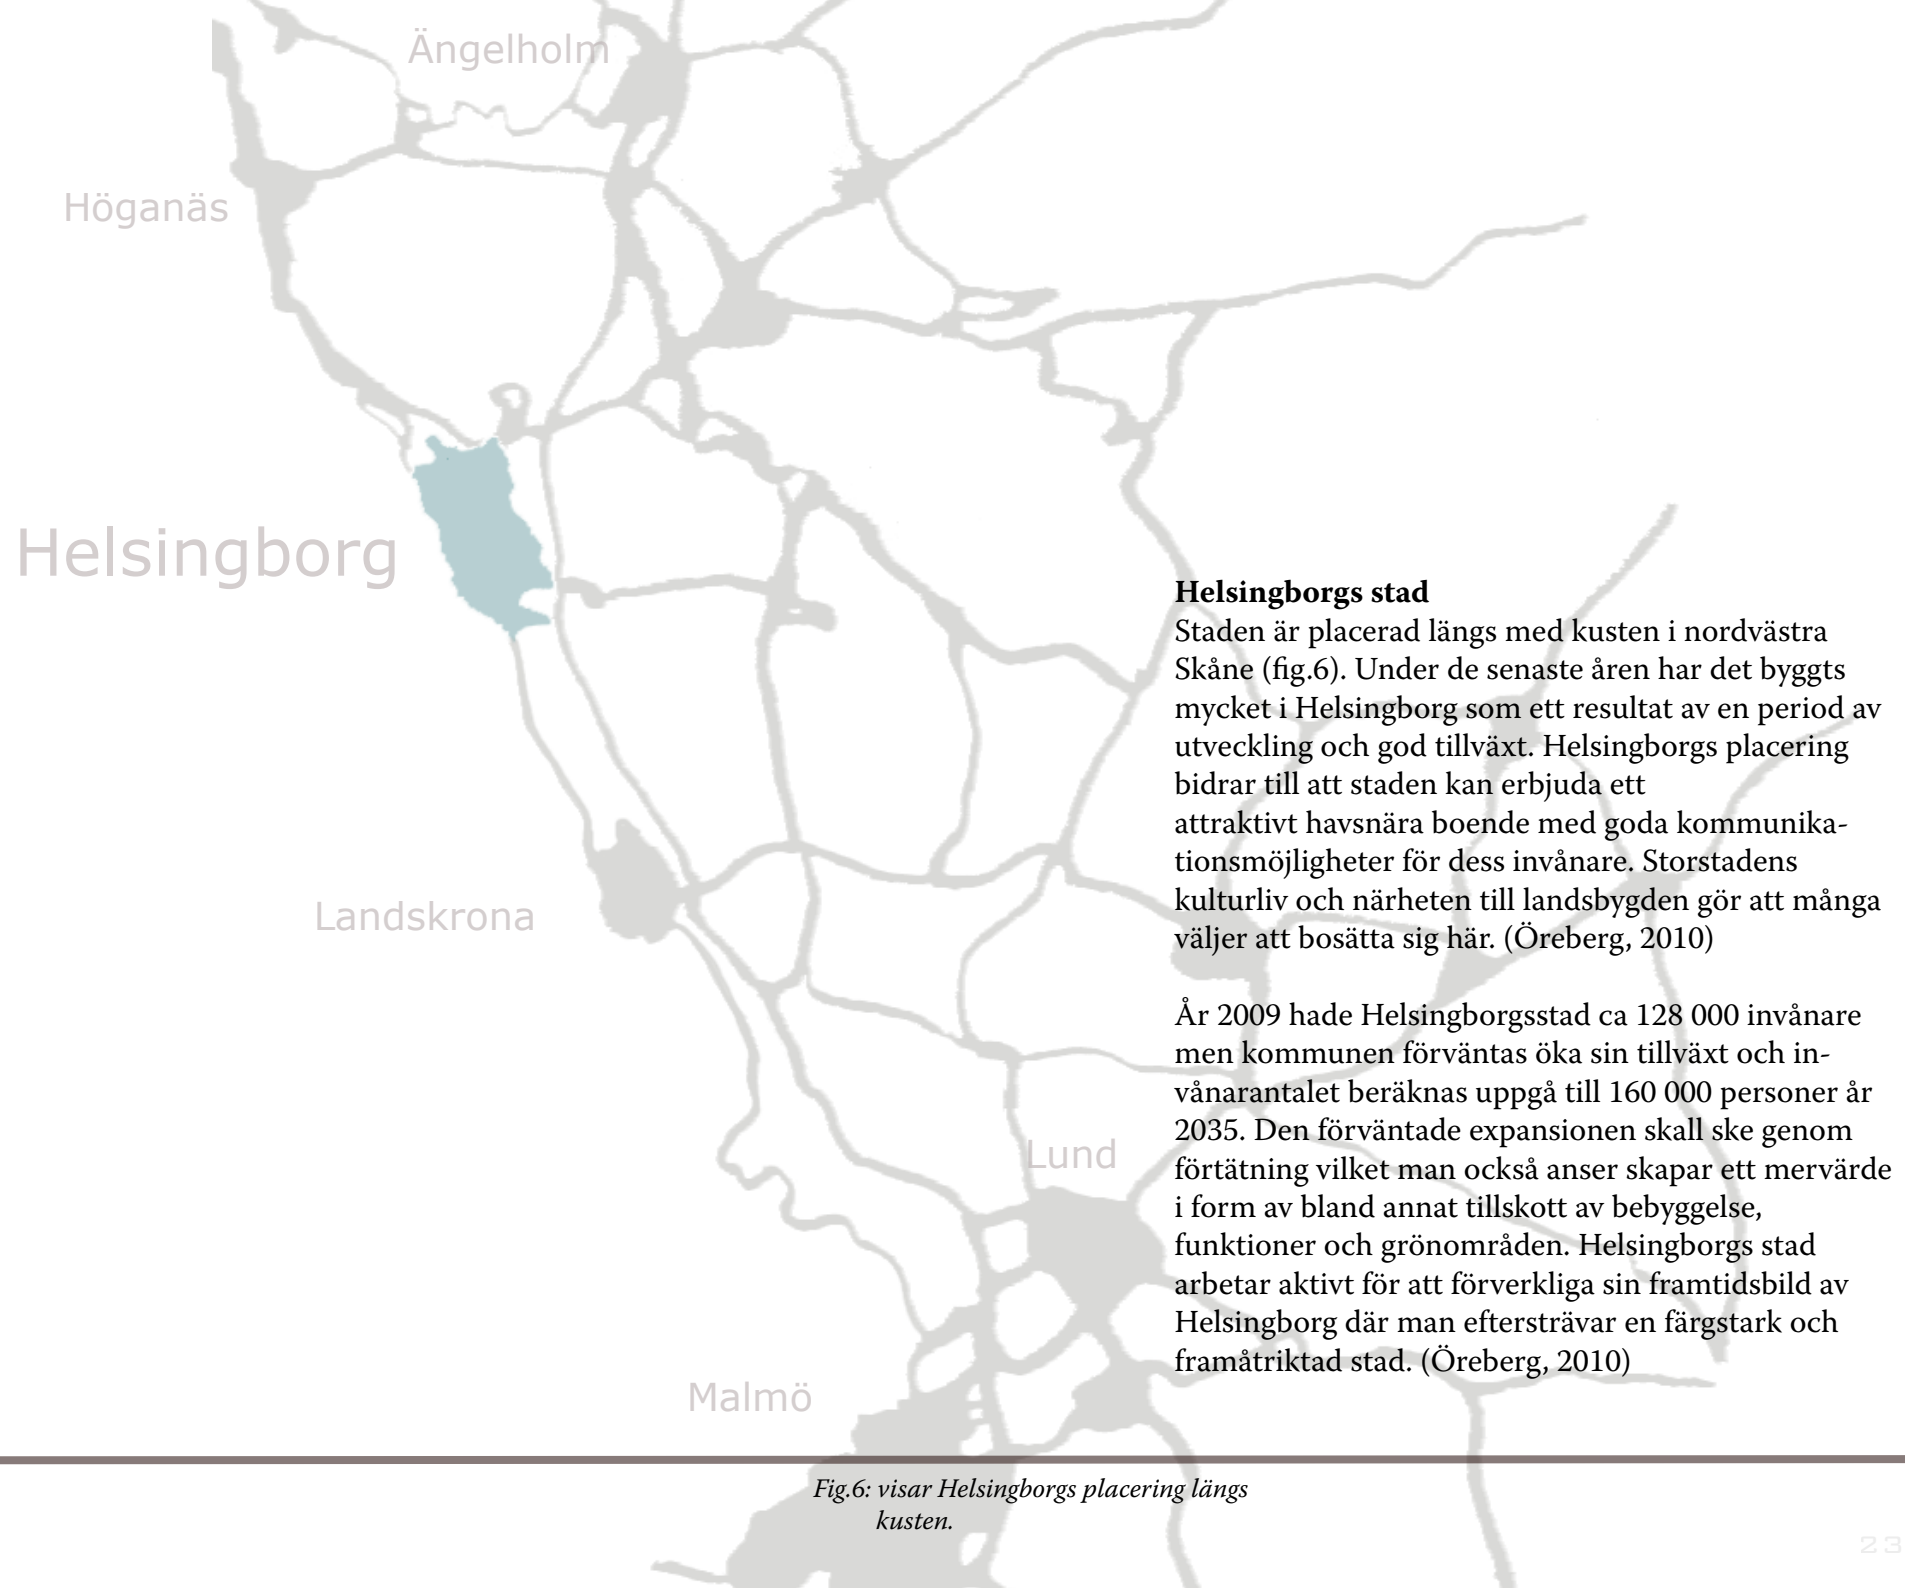 Ängelholm
Höganäs
Helsingborg
Landskrona
Lund
Malmö
Helsingborgs stad
Staden är placerad längs med kusten i nordvästra
Skåne (fig.6). Under de senaste åren har det byggts
mycket i Helsingborg som ett resultat av en period av
utveckling och god tillväxt. Helsingborgs placering
bidrar till att staden kan erbjuda ett
attraktivt havsnära boende med goda kommunika-
tionsmöjligheter för dess invånare. Storstadens
kulturliv och närheten till landsbygden gör att många
väljer att bosätta sig här. (Öreberg, 2010)
År 2009 hade Helsingborgsstad ca 128 000 invånare
men kommunen förväntas öka sin tillväxt och in-
vånarantalet beräknas uppgå till 160 000 personer år
2035. Den förväntade expansionen skall ske genom
förtätning vilket man också anser skapar ett mervärde
i form av bland annat tillskott av bebyggelse,
funktioner och grönområden. Helsingborgs stad
arbetar aktivt för att förverkliga sin framtidsbild av
Helsingborg där man eftersträvar en färgstark och
framåtriktad stad. (Öreberg, 2010)
Fig.6: visar Helsingborgs placering längs
kusten.
23